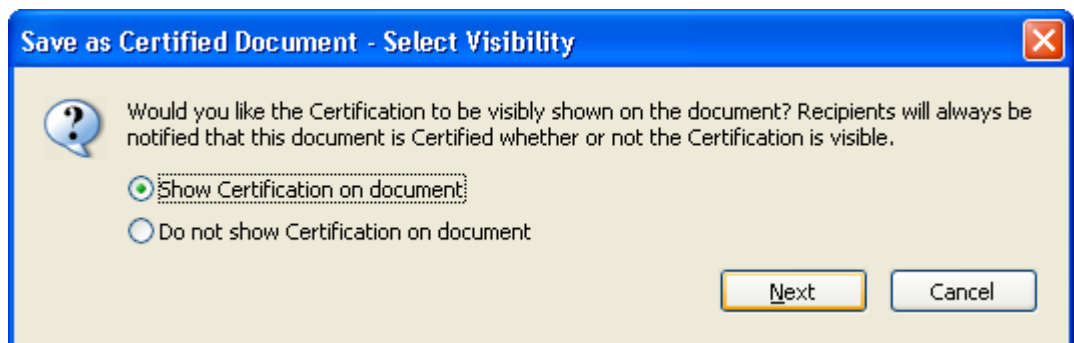 Save as Certified Document - Select Visibility
Would you like the Certification to be visibly shown on the document? Recipients will always be
notified that this document is Certified whether or not the Certification is visible.
Show Certification on document
Do not show Certification on document
Next
Cancel